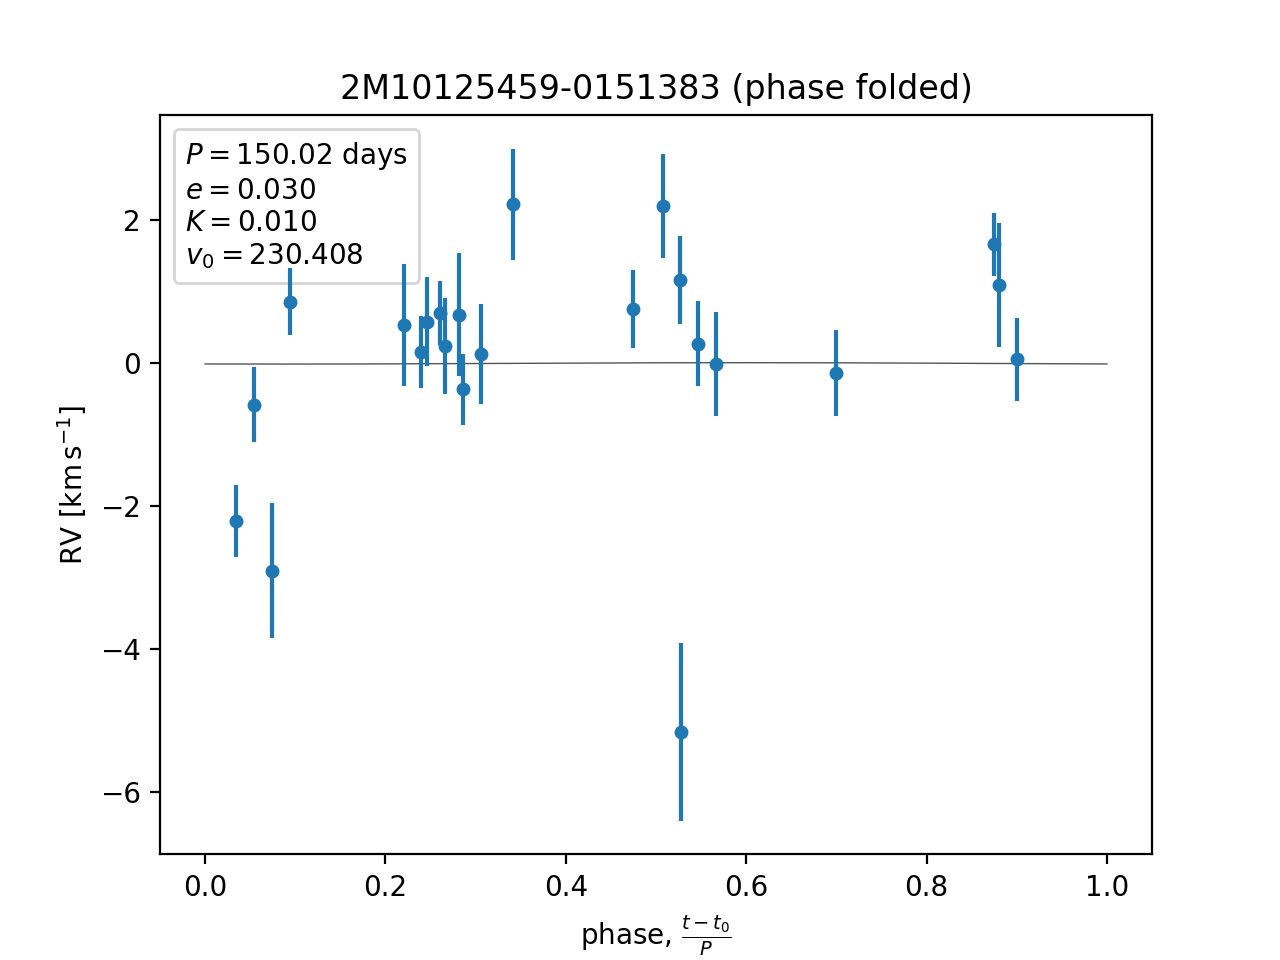 2M10125459-0151383 (phase folded)
P = 150.02 days
e = 0.030
K = 0.010
v₀ = 230.408
2
0
−2
−4
−6
RV [km s⁻¹]
0.0 0.2 0.4 0.6 0.8 1.0
phase, (t − t₀)/P